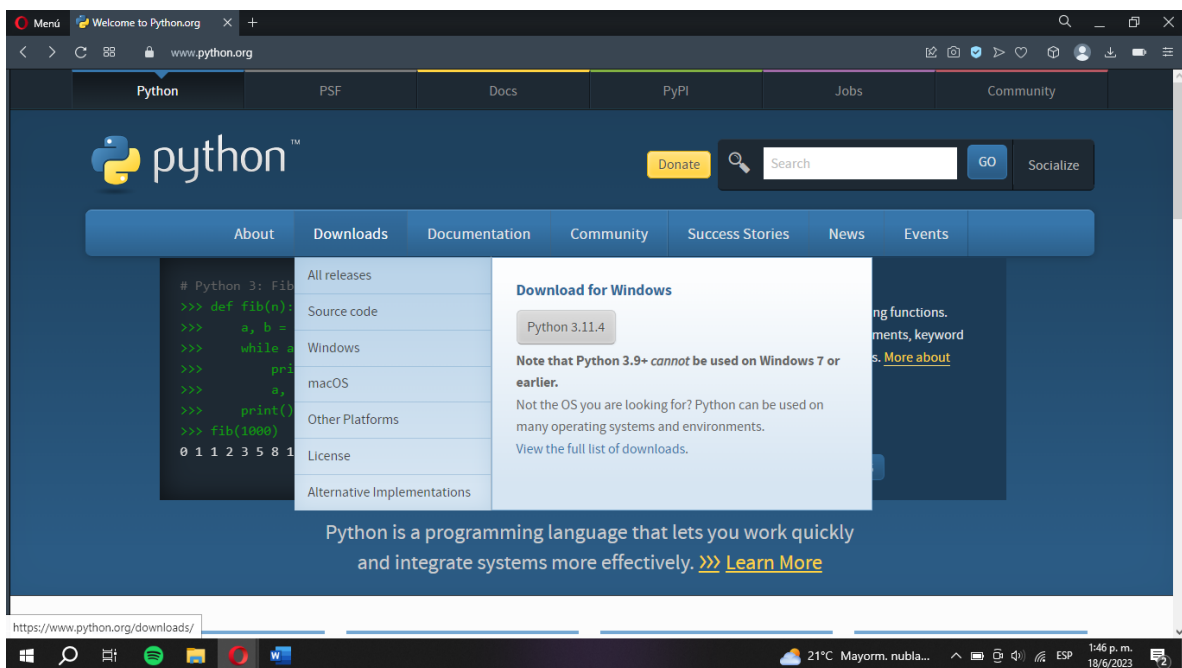 Menú
Welcome to Python.org
www.python.org
Python PSF Docs PyPI Jobs Community
python™
Donate Search GO Socialize
About Downloads Documentation Community Success Stories News Events
# Python 3: Fib
>>> def fib(n):
>>> a, b =
>>> while a
>>> pri
>>> a,
>>> print()
>>> fib(1000)
0 1 1 2 3 5 8 1
All releases
Source code
Windows
macOS
Other Platforms
License
Alternative Implementations
Download for Windows
Python 3.11.4
Note that Python 3.9+ cannot be used on Windows 7 or
earlier.
Not the OS you are looking for? Python can be used on
many operating systems and environments.
View the full list of downloads.
ng functions.
ments, keyword
s. More about
Python is a programming language that lets you work quickly
and integrate systems more effectively. >>> Learn More
https://www.python.org/downloads/
21°C Mayorm. nubla... ESP
1:46 p. m.
18/6/2023
2